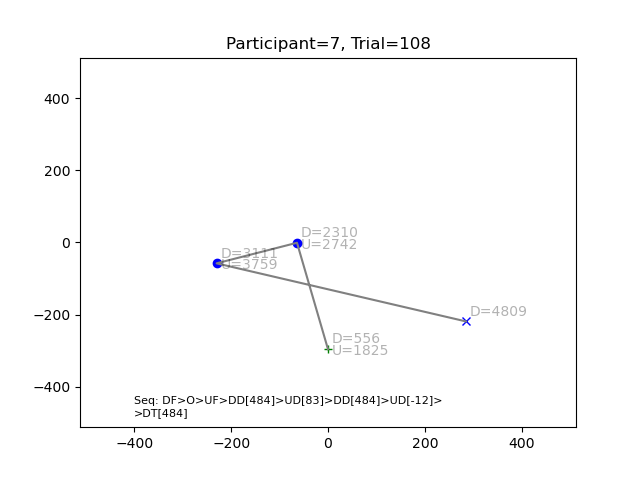 Participant=7, Trial=108
400
200
0
−200
−400
D=2310
U=2742
D=3111
U=3759
D=4809
D=556
U=1825
Seq: DF>O>UF>DD[484]>UD[83]>DD[484]>UD[-12]>
>DT[484]
−400 −200 0 200 400